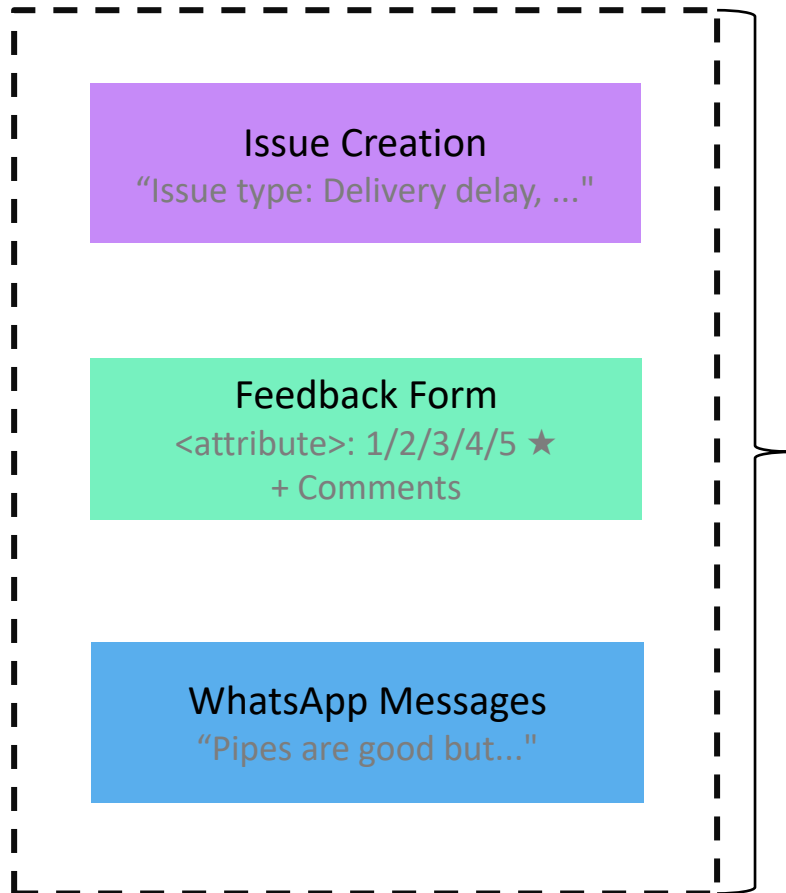 Issue Creation
“Issue type: Delivery delay, ..."
Feedback Form
<attribute>: 1/2/3/4/5 ★
+ Comments
WhatsApp Messages
“Pipes are good but..."